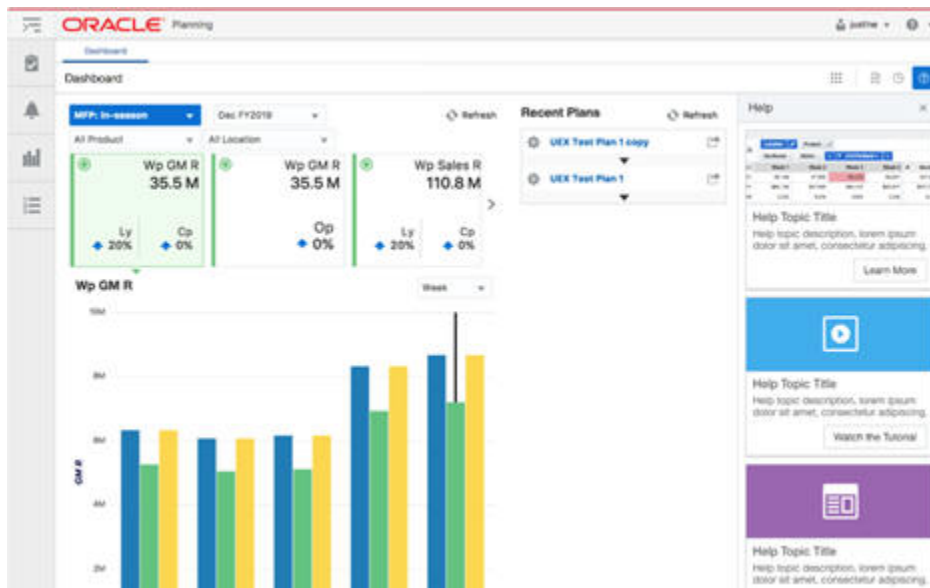 ORACLE Planning
justine
Dashboard
Dashboard
MFP: In-season
Dec FY2019
Refresh
All Product
All Location
Wp GM R
35.5 M
Ly
20%
Cp
0%
Wp GM R
35.5 M
Op
0%
Wp Sales R
110.8 M
Ly
20%
Cp
0%
Wp GM R
Week
10M
8M
6M
4M
2M
GM R
Recent Plans
Refresh
UEX Test Plan 1 copy
UEX Test Plan 1
Help
Help Topic Title
Help topic description, lorem ipsum
dolor sit amet, consectetur adipiscing.
Learn More
Help Topic Title
Help topic description, lorem ipsum
dolor sit amet, consectetur adipiscing.
Watch the Tutorial
Help Topic Title
Help topic description, lorem ipsum
dolor sit amet, consectetur adipiscing.